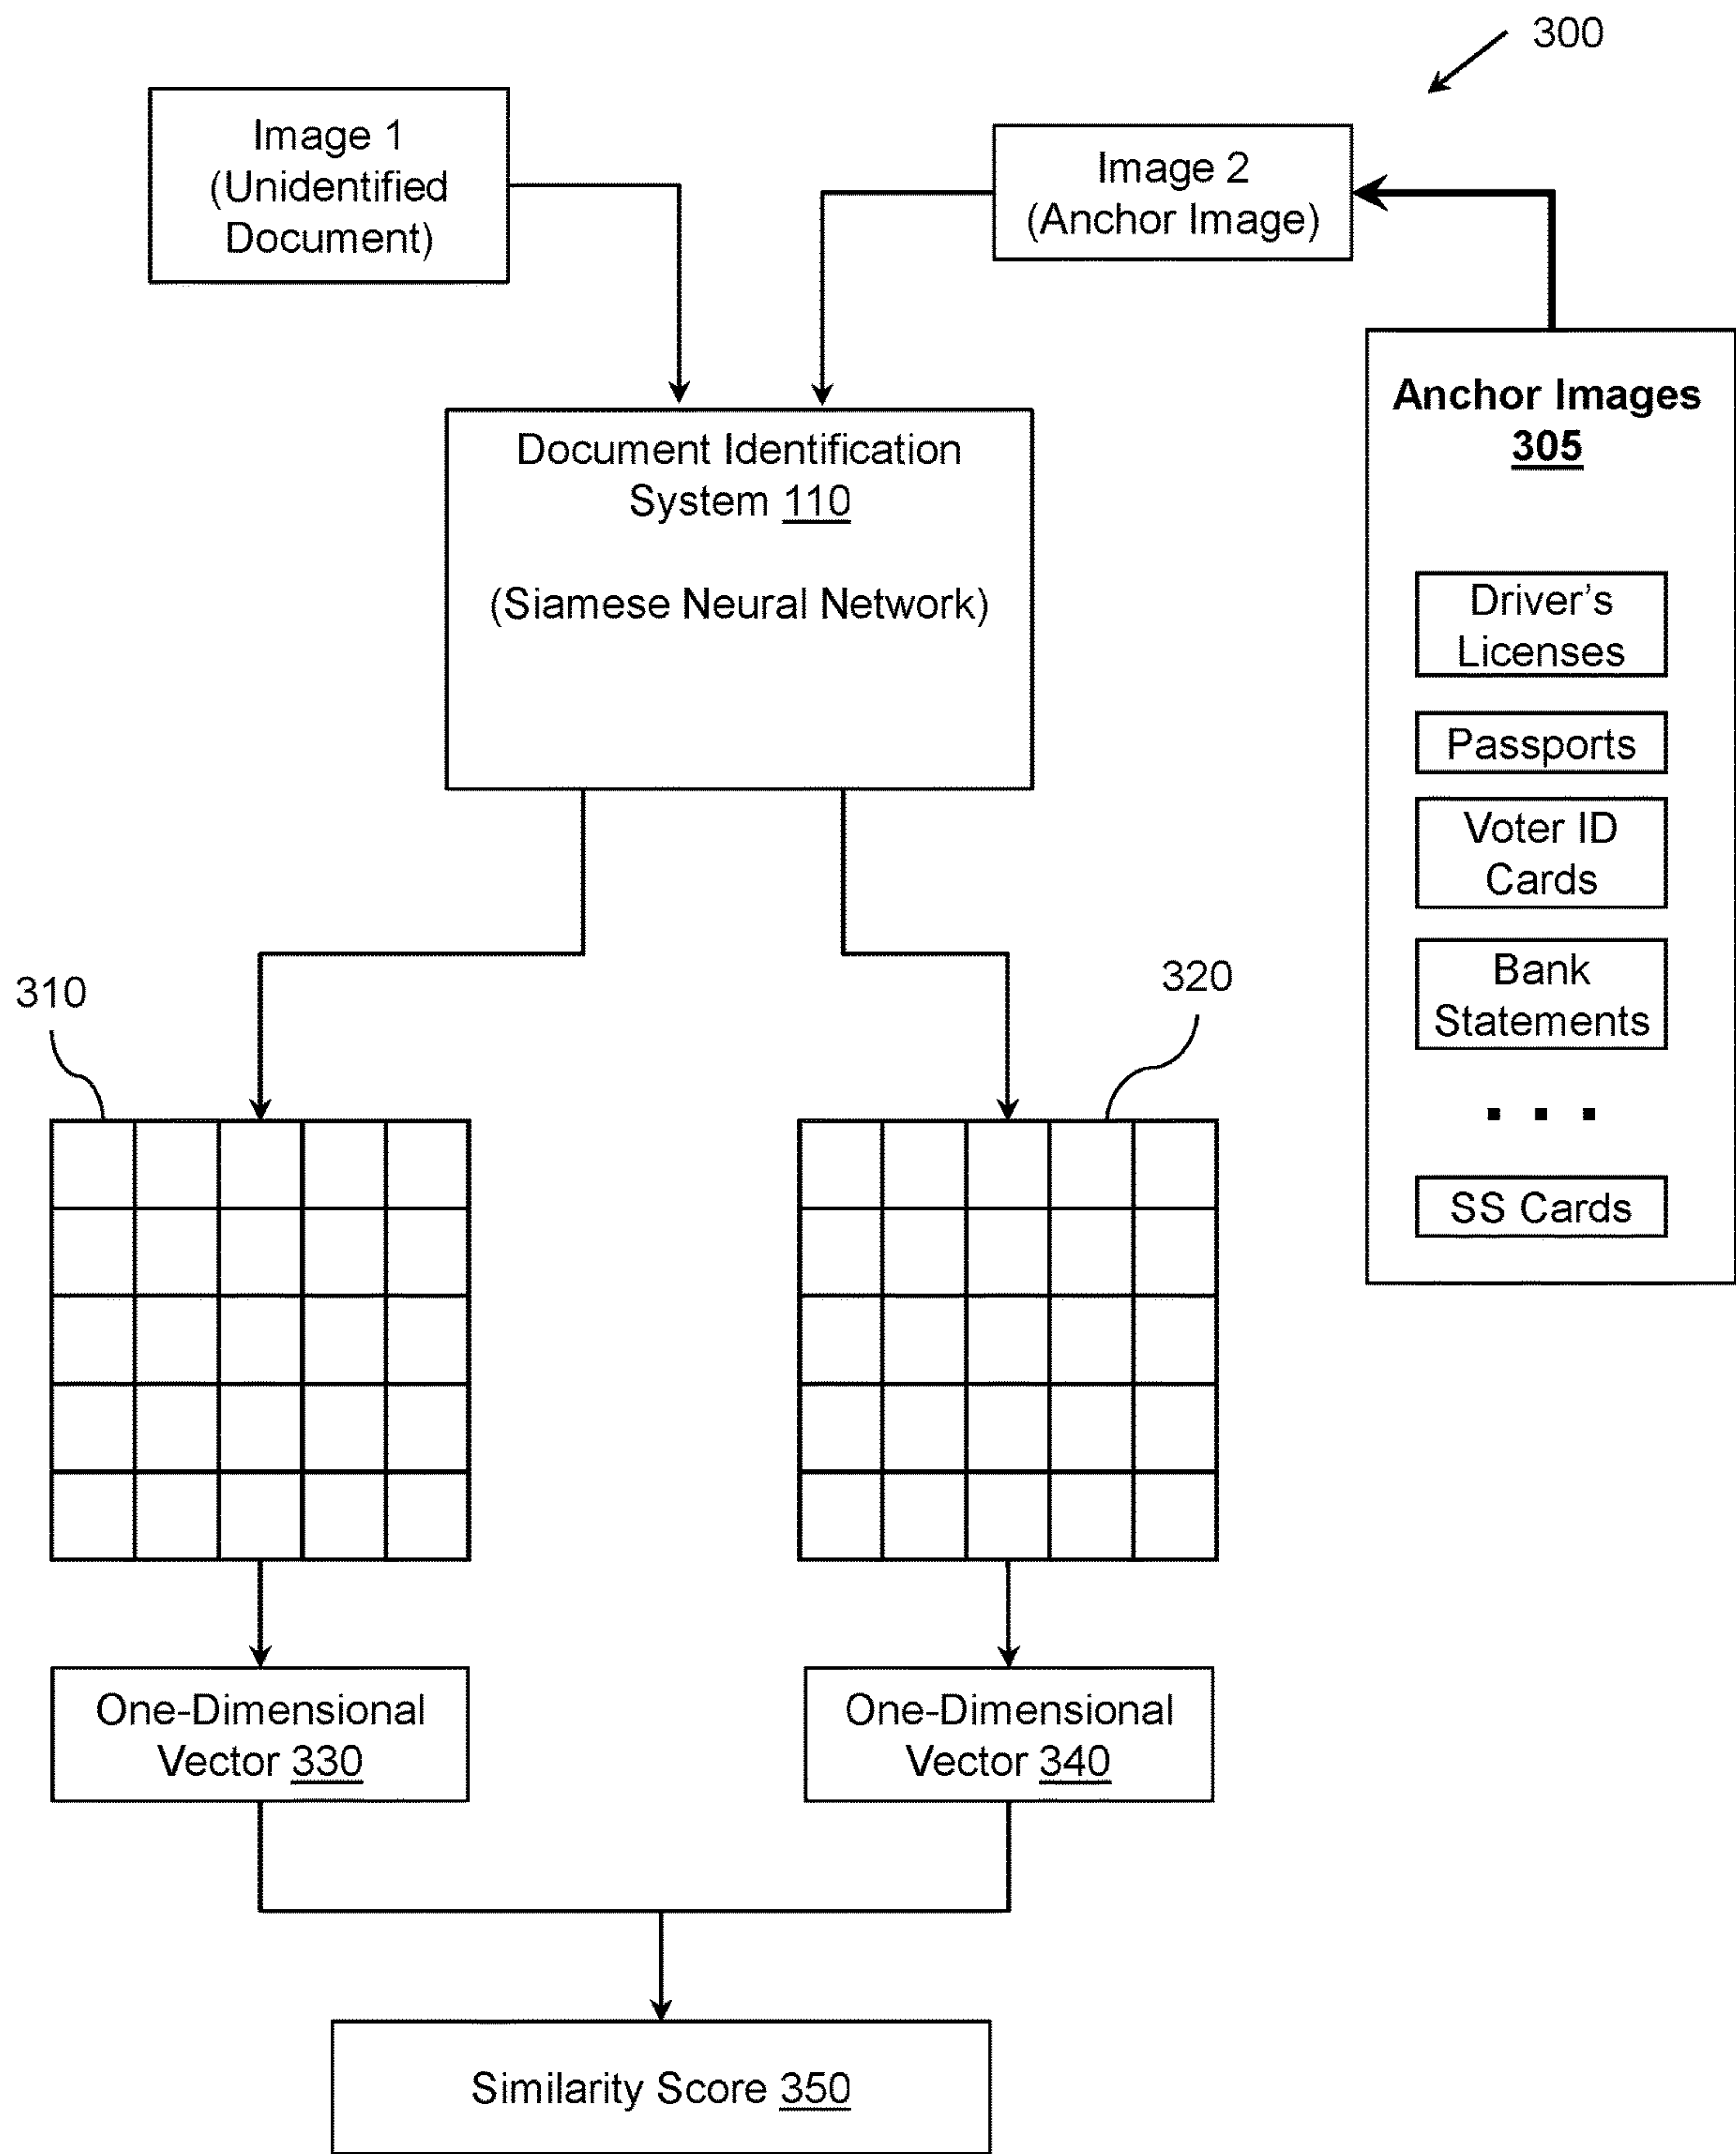 300
Image 1
(Unidentified
Document)
Image 2
(Anchor Image)
Anchor Images
305
Driver's
Licenses
Passports
Voter ID
Cards
Bank
Statements
. . .
SS Cards
Document Identification
System 110
(Siamese Neural Network)
310
320
One-Dimensional
Vector 330
One-Dimensional
Vector 340
Similarity Score 350